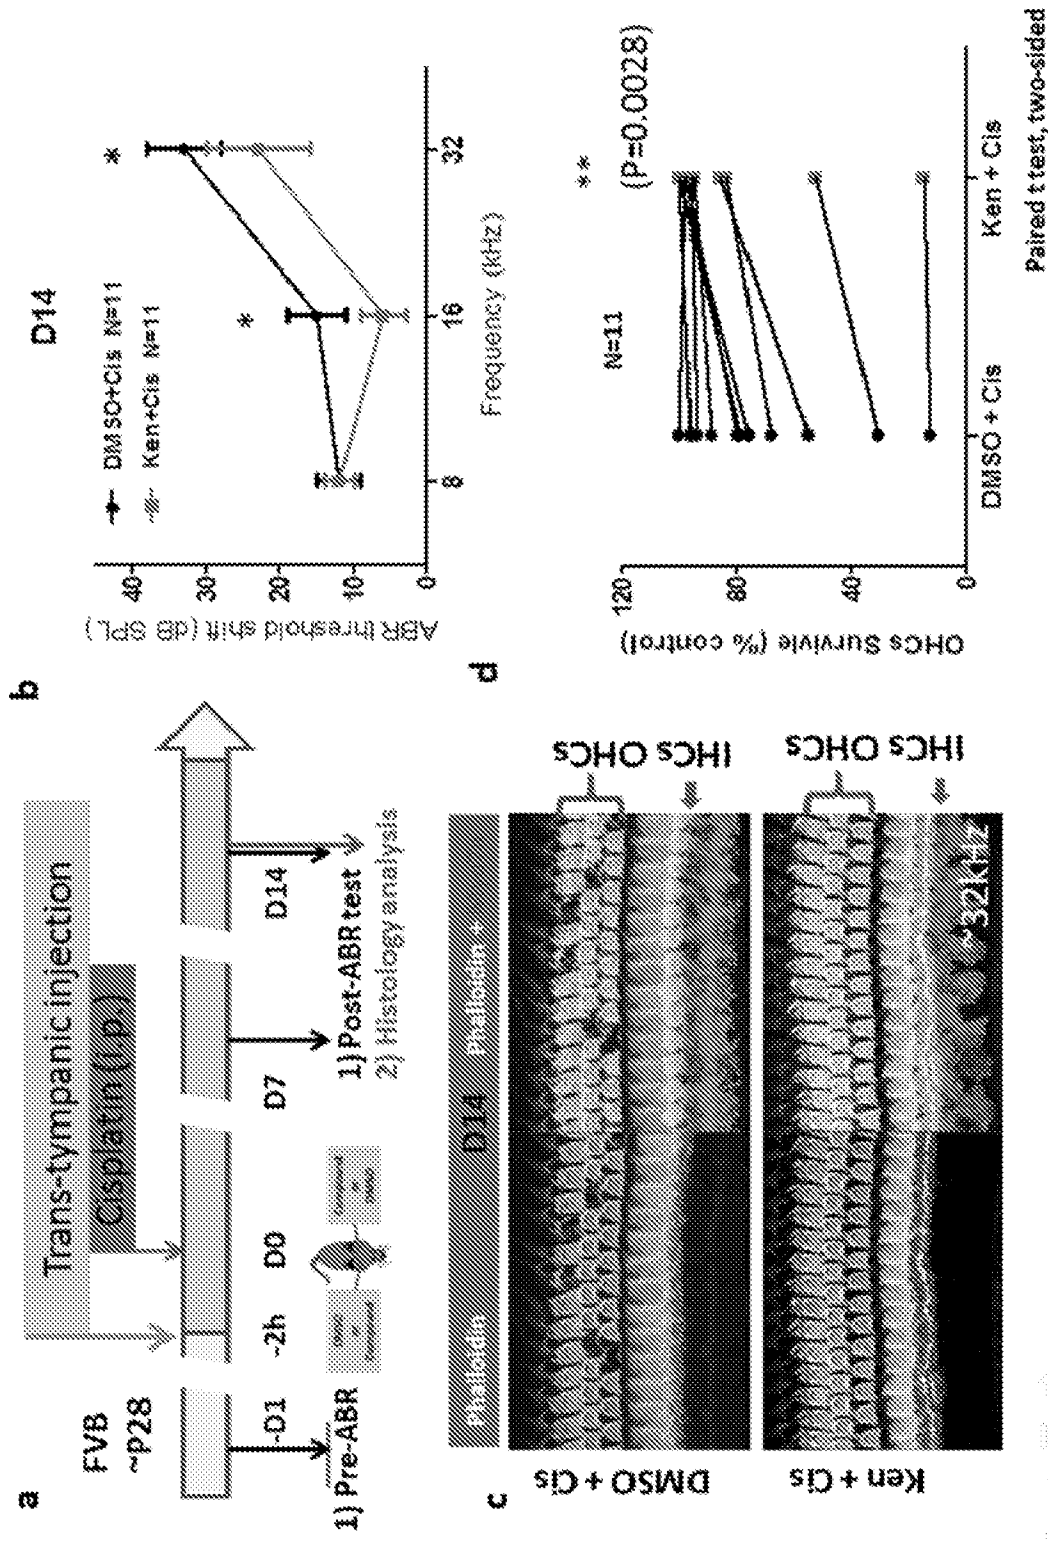 a
FVB
~P28
Trans-tympanic injection
Cisplatin (i.p.)
-D1
-2h
D0
D7
D14
1) Pre-ABR
1) Post-ABR test
2) Histology analysis
b
D14
DMSO+Cis N=11
Ken+Cis N=11
ABR threshold shift (dB SPL)
40
30
20
10
0
*
*
8
16
32
Frequency (kHz)
c
D14
Phalloidin
DMSO + Cis
Ken + Cis
OHCs
IHCs
OHCs
IHCs
~32kHz
d
OHCs Survivie (% control)
120
80
40
0
N=11
**
(P=0.0028)
DMSO + Cis
Ken + Cis
Paired t test, two-sided